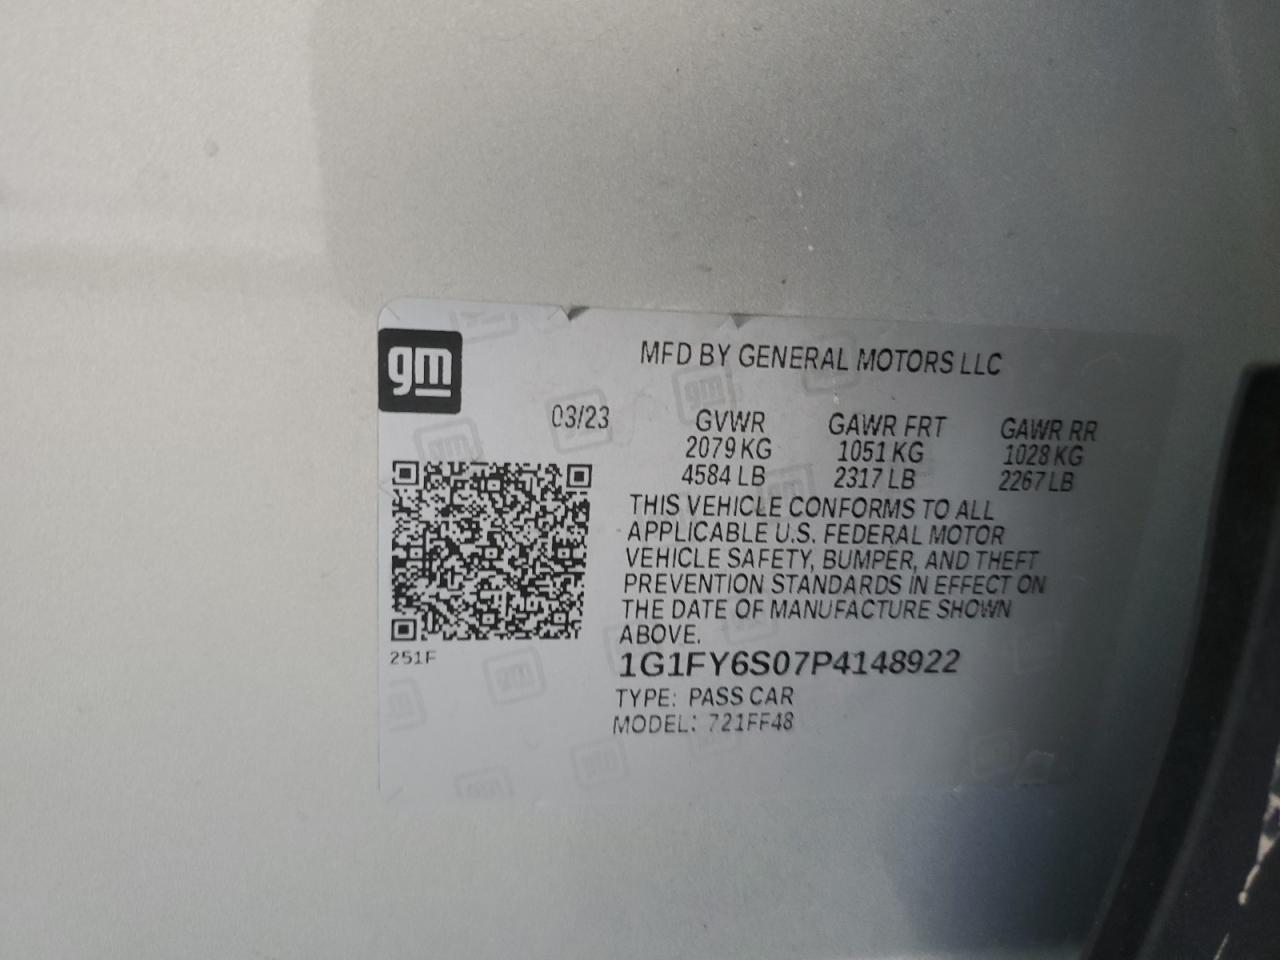 gm
MFD BY GENERAL MOTORS LLC
03/23 GVWR GAWR FRT GAWR RR
2079 KG 1051 KG 1028 KG
4584 LB 2317 LB 2267 LB
THIS VEHICLE CONFORMS TO ALL
APPLICABLE U.S. FEDERAL MOTOR
VEHICLE SAFETY, BUMPER, AND THEFT
PREVENTION STANDARDS IN EFFECT ON
THE DATE OF MANUFACTURE SHOWN
ABOVE.
251F
1G1FY6S07P4148922
TYPE: PASS CAR
MODEL: 721FF48